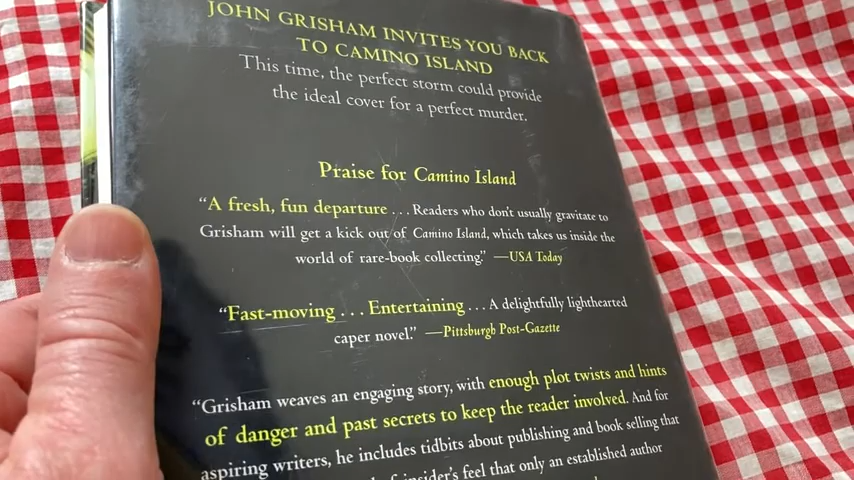 JOHN GRISHAM INVITES YOU BACK
TO CAMINO ISLAND
This time, the perfect storm could provide
the ideal cover for a perfect murder.
Praise for Camino Island
“A fresh, fun departure . . . Readers who don't usually gravitate to
Grisham will get a kick out of Camino Island, which takes us inside the
world of rare-book collecting.” —USA Today
“Fast-moving . . . Entertaining . . . A delightfully lighthearted
caper novel.” —Pittsburgh Post-Gazette
“Grisham weaves an engaging story, with enough plot twists and hints
of danger and past secrets to keep the reader involved. And for
aspiring writers, he includes tidbits about publishing and book selling that
insider's feel that only an established author